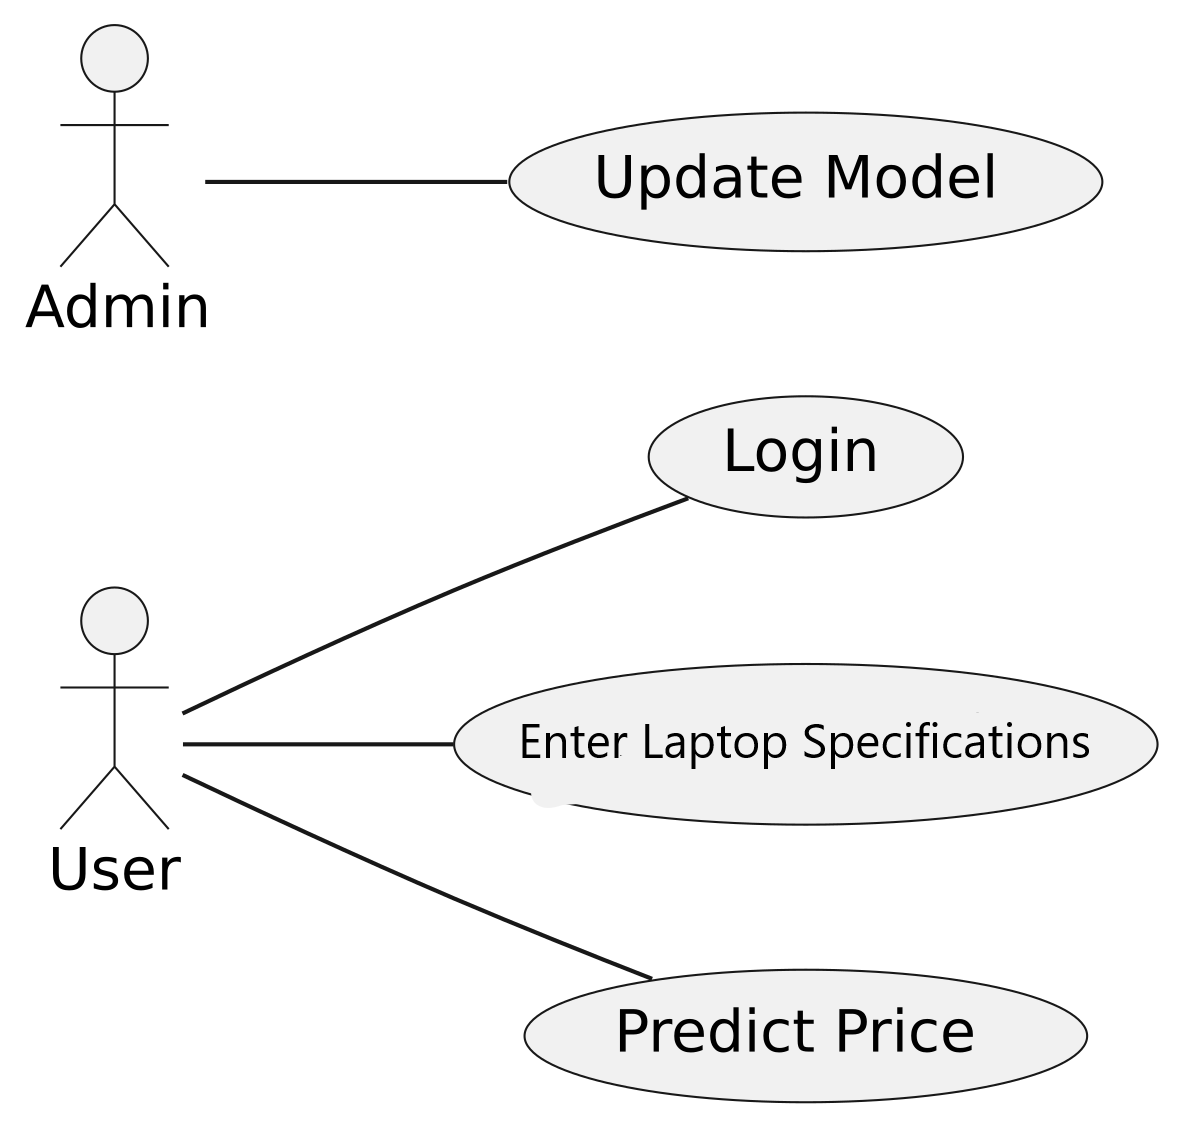 Update Model
Admin
Login
Enter Laptop Specifications
User
Predict Price